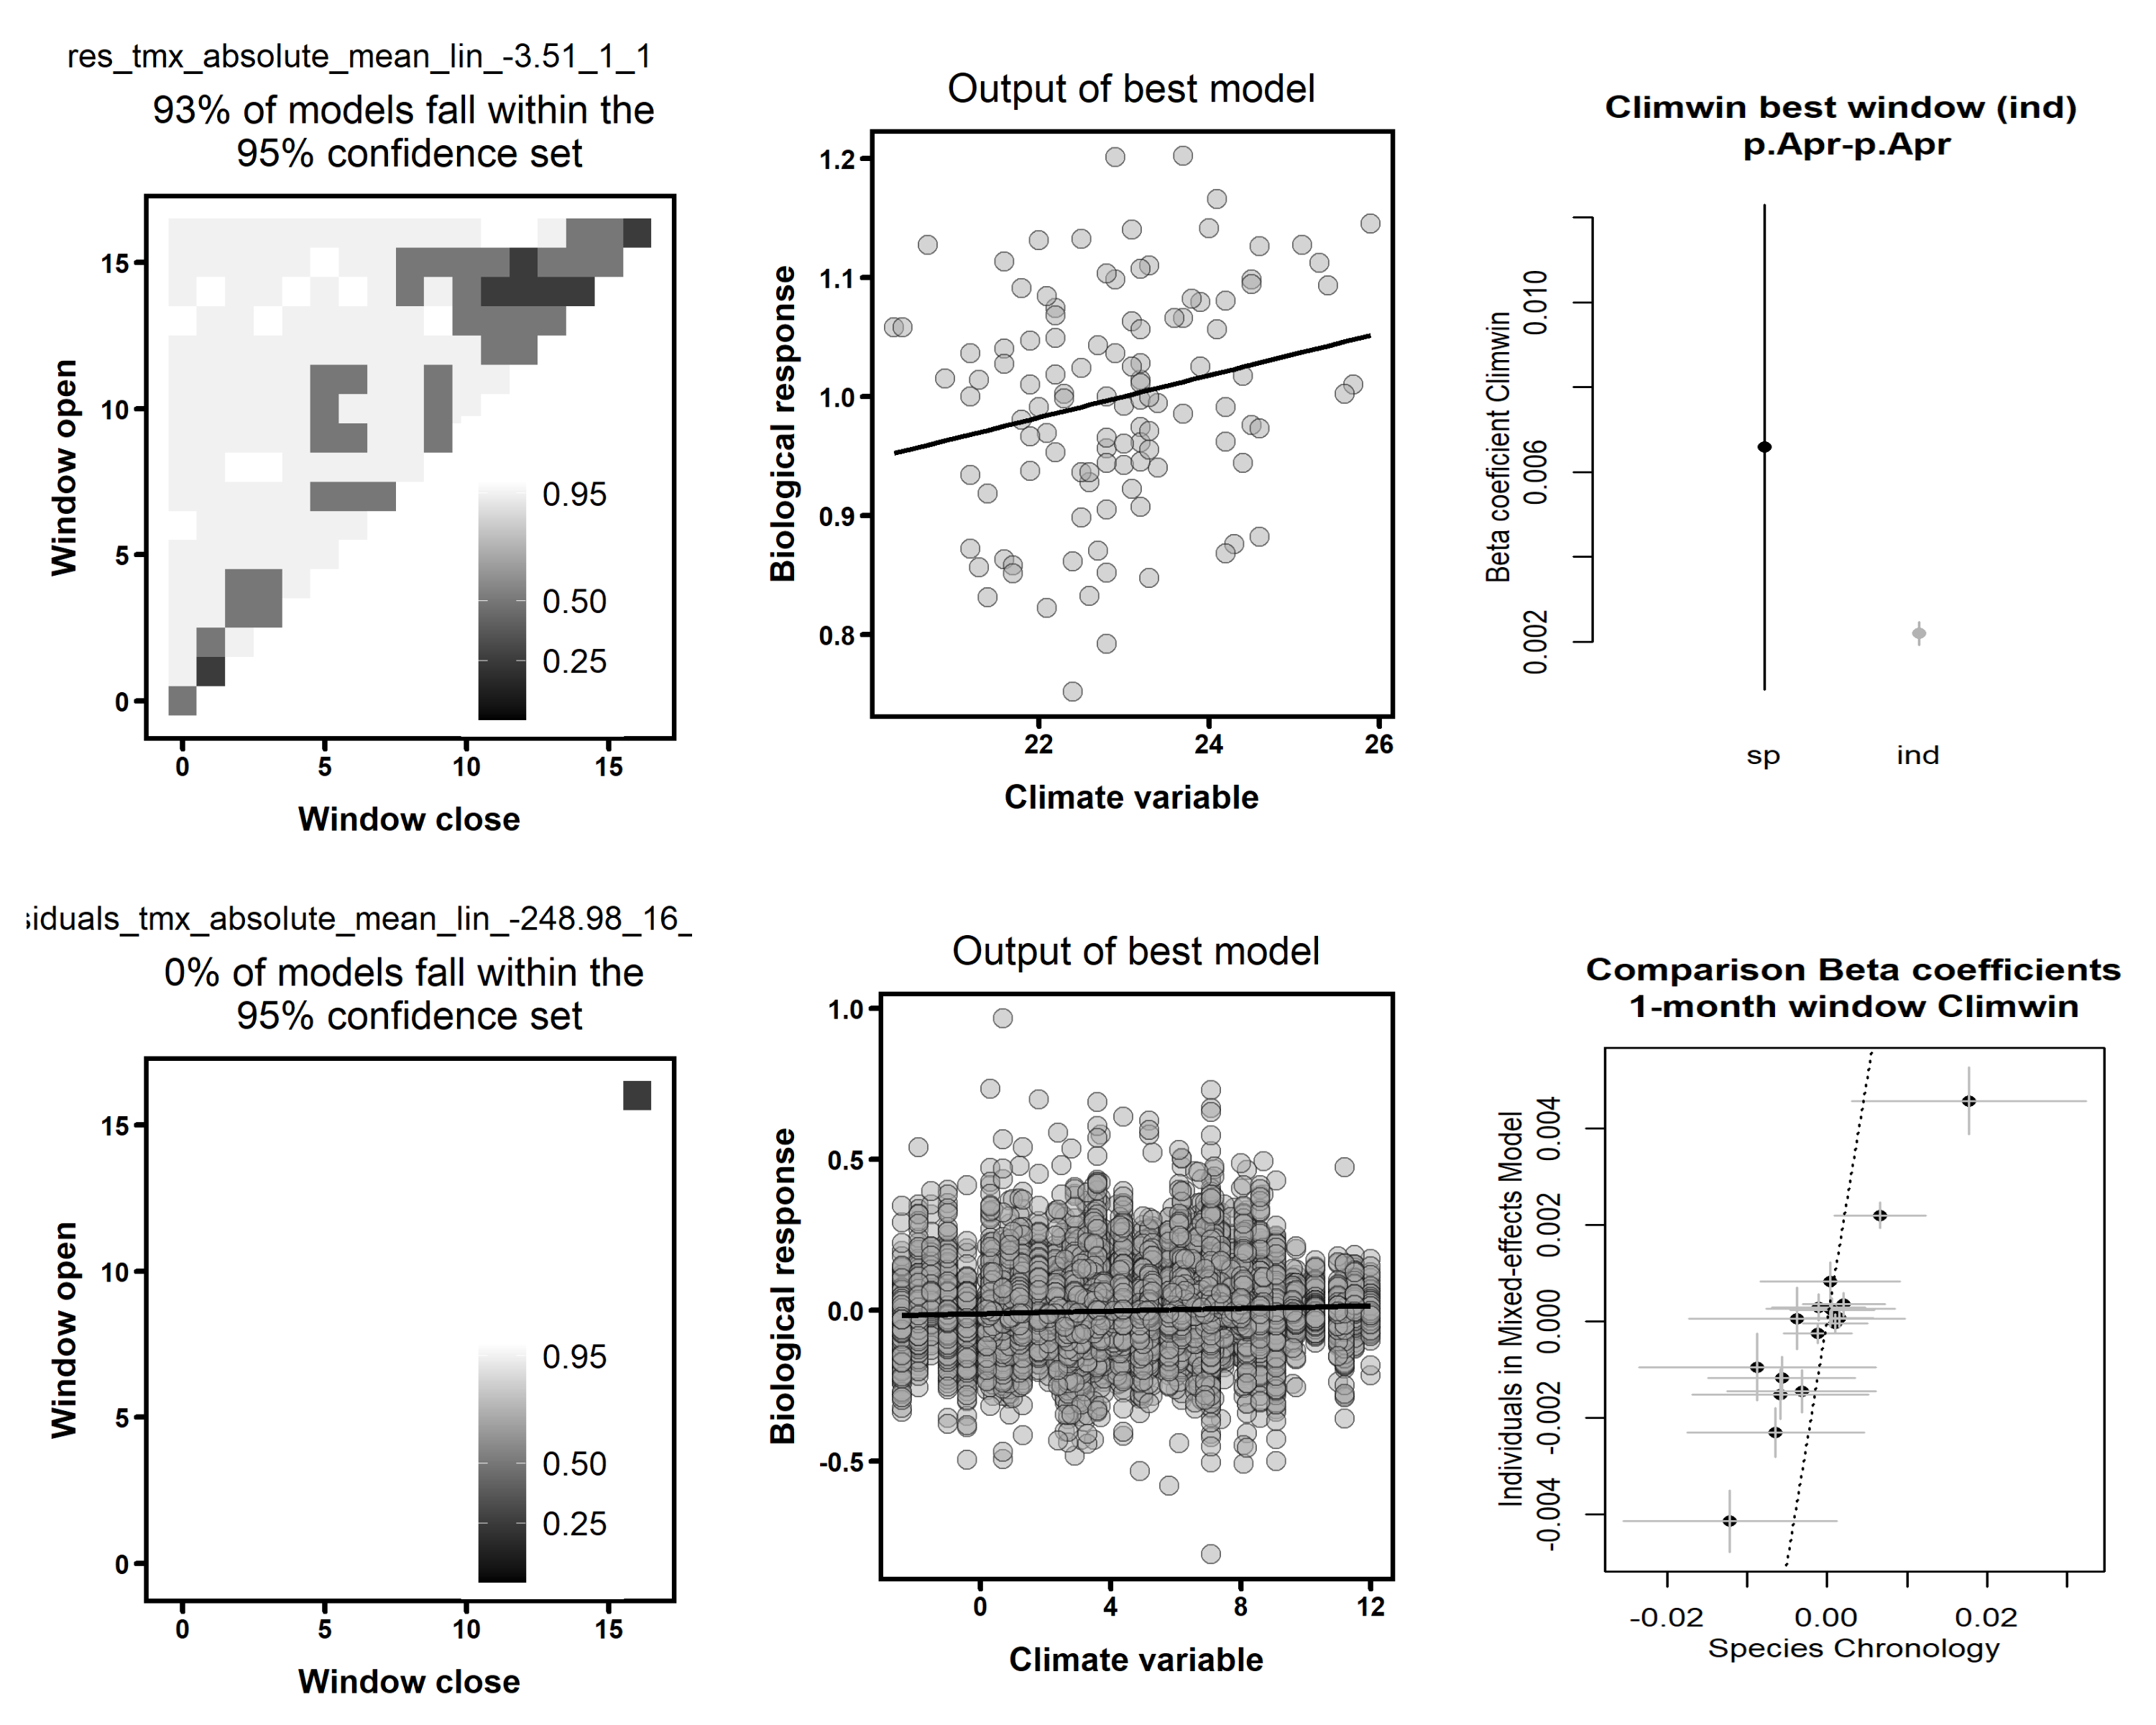 res_tmx_absolute_mean_lin_-3.51_1_1
93% of models fall within the
95% confidence set
15
10
5
0
0.95
0.50
0.25
0 5 10 15
Window open
Window close
Output of best model
1.2
1.1
1.0
0.9
0.8
22 24 26
Biological response
Climate variable
Climwin best window (ind)
p.Apr-p.Apr
0.010
0.006
0.002
Beta coefficient Climwin
sp ind
siduals_tmx_absolute_mean_lin_-248.98_16_
0% of models fall within the
95% confidence set
15
10
5
0
0.95
0.50
0.25
0 5 10 15
Window open
Window close
Output of best model
1.0
0.5
0.0
-0.5
0 4 8 12
Biological response
Climate variable
Comparison Beta coefficients
1-month window Climwin
0.004
0.002
0.000
-0.002
-0.004
Individuals in Mixed-effects Model
-0.02 0.00 0.02
Species Chronology